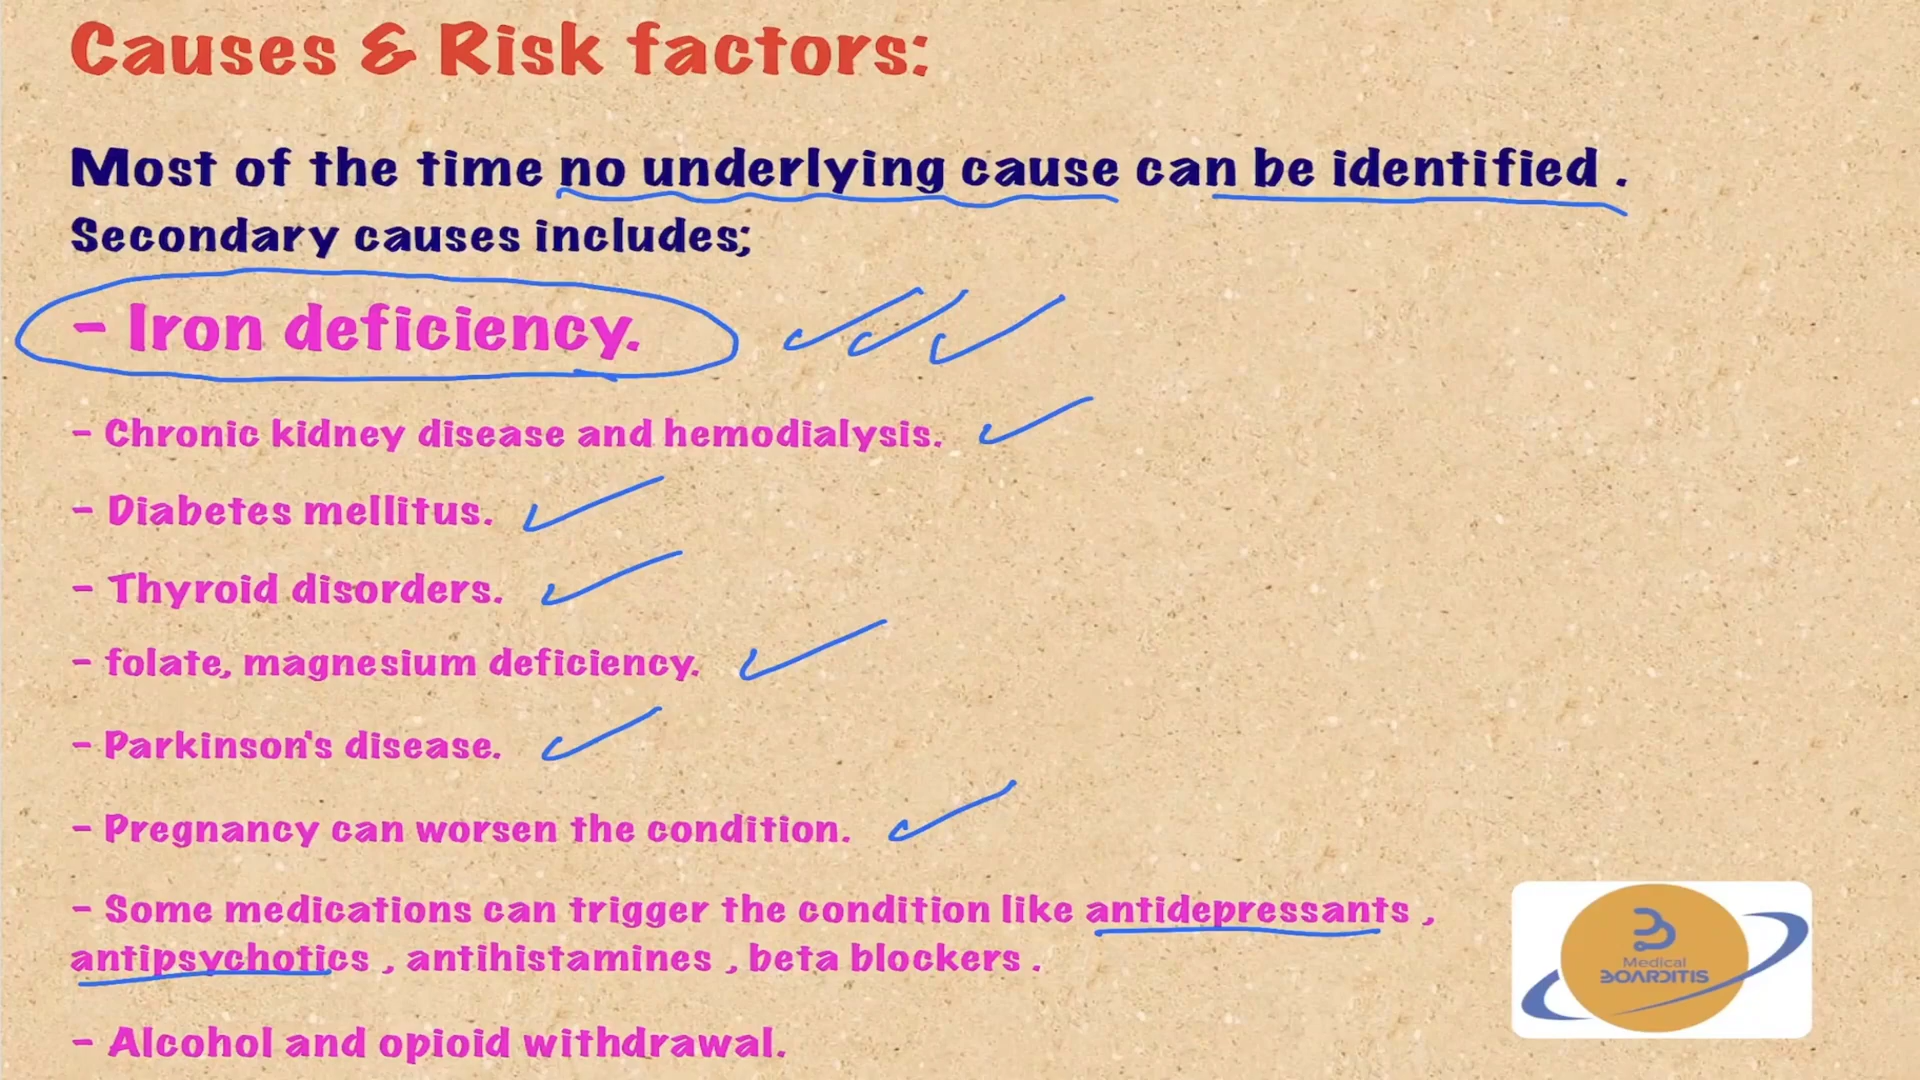 Causes & Risk factors:
Most of the time no underlying cause can be identified .
Secondary causes includes;
- Iron deficiency.
- Chronic kidney disease and hemodialysis.
- Diabetes mellitus.
- Thyroid disorders.
- folate, magnesium deficiency.
- Parkinson's disease.
- Pregnancy can worsen the condition.
- Some medications can trigger the condition like antidepressants ,
antipsychotics , antihistamines , beta blockers .
- Alcohol and opioid withdrawal.
Medical
BOARDITIS